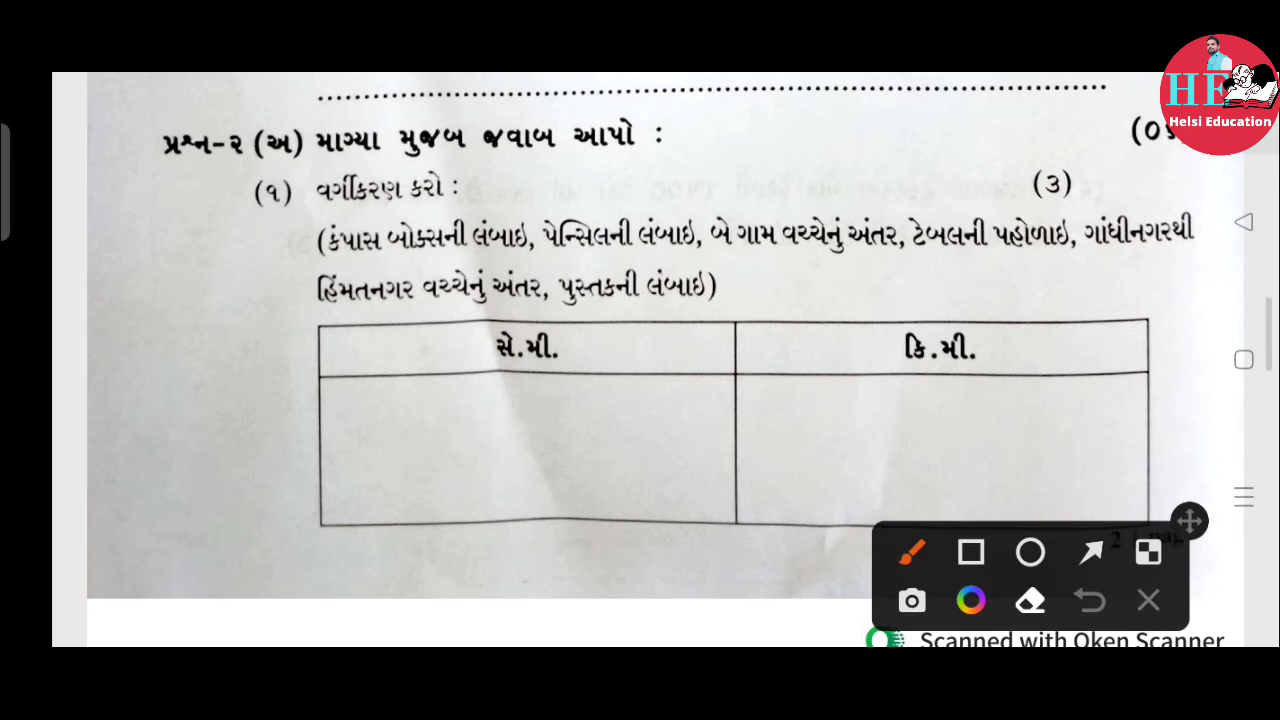 HE
Helsi Education
પ્રશ્ન-૨ (અ) માગ્યા મુજબ જવાબ આપો :
(૧) વર્ગીકરણ કરો : (૩)
(કંપાસ બોક્સની લંબાઇ, પેન્સિલની લંબાઇ, બે ગામ વચ્ચેનું અંતર, ટેબલની પહોળાઇ, ગાંધીનગરથી
હિંમતનગર વચ્ચેનું અંતર, પુસ્તકની લંબાઇ)
સે.મી. કિ.મી.
Scanned with Oken Scanner